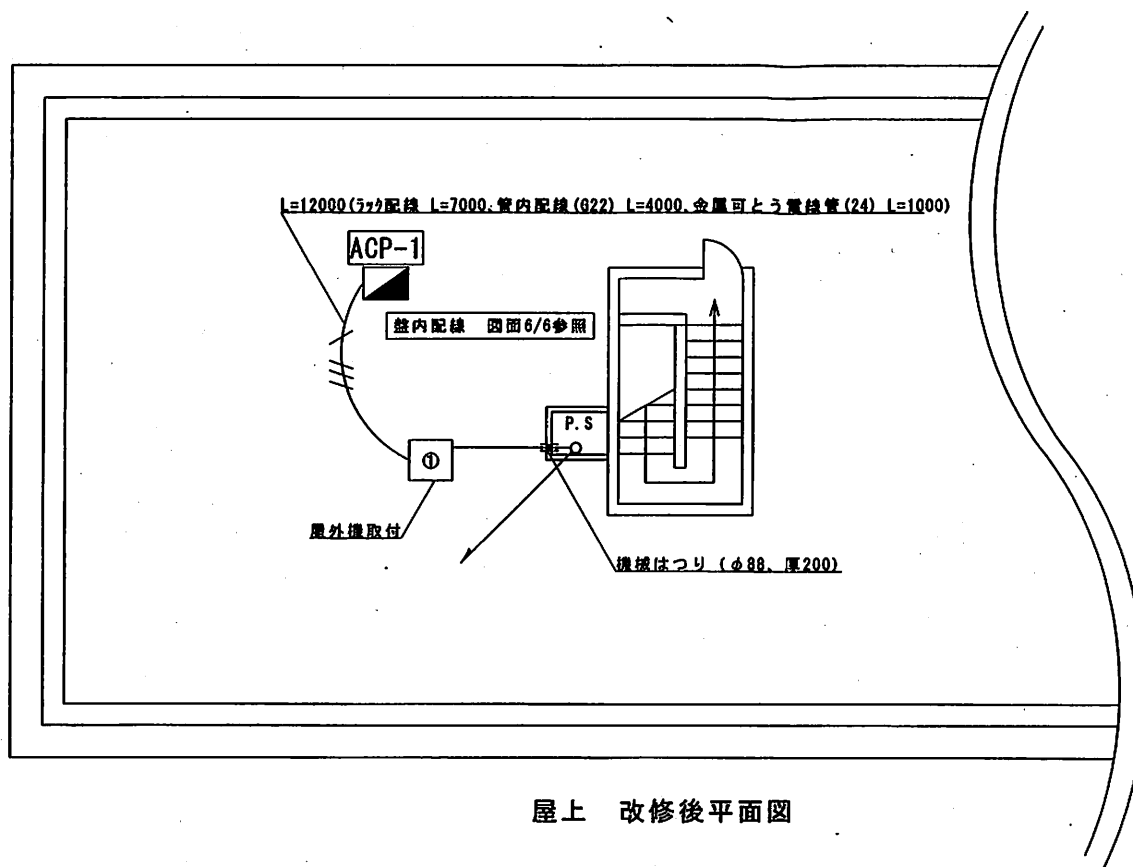 L=12000(ラック配線 L=7000、管内配線(G22) L=4000、金属可とう電線管(24) L=1000)
ACP-1
盤内配線 図面6/6参照
P.S
①
屋外機取付
機械はつり(φ88、厚200)
屋上 改修後平面図